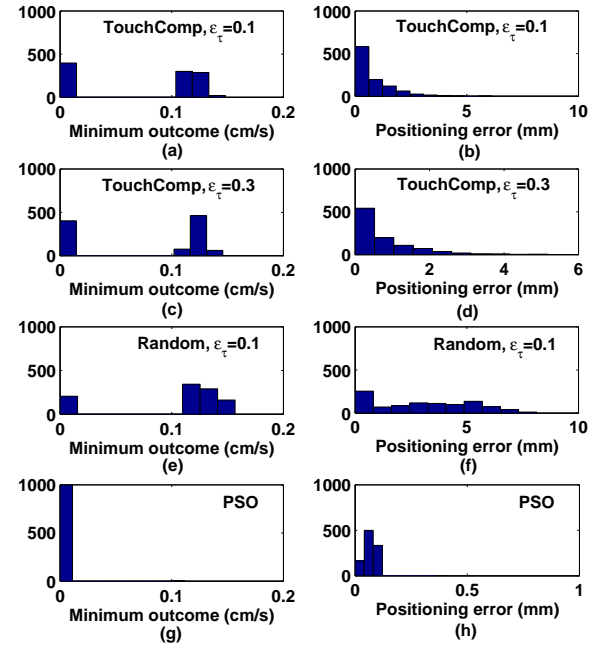 1000
500
0
TouchComp, ε_τ=0.1
0 0.1 0.2
Minimum outcome (cm/s)
(a)
1000
500
0
TouchComp, ε_τ=0.1
0 5 10
Positioning error (mm)
(b)
1000
500
0
TouchComp, ε_τ=0.3
0 0.1 0.2
Minimum outcome (cm/s)
(c)
1000
500
0
TouchComp, ε_τ=0.3
0 2 4 6
Positioning error (mm)
(d)
1000
500
0
Random, ε_τ=0.1
0 0.1 0.2
Minimum outcome (cm/s)
(e)
1000
500
0
Random, ε_τ=0.1
0 5 10
Positioning error (mm)
(f)
1000
500
0
PSO
0 0.1 0.2
Minimum outcome (cm/s)
(g)
1000
500
0
PSO
0 0.5 1
Positioning error (mm)
(h)